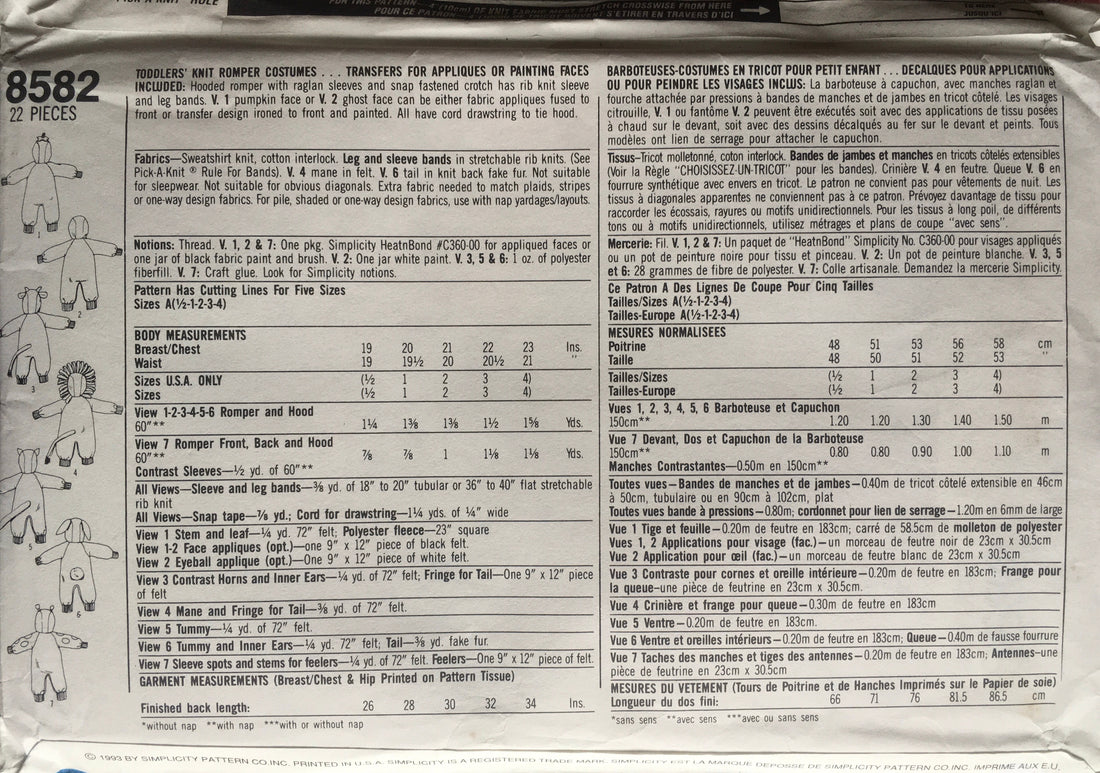 PICK-A-KNIT® RULE
FOR THIS PATTERN— 4"(10cm) OF KNIT FABRIC MUST STRETCH CROSSWISE FROM HERE
POUR CE PATRON— DOIVENT S'ETIRER EN TRAVERS D'ICI
TO HERE
JUSQU'ICI
8582
22 PIECES
TODDLERS' KNIT ROMPER COSTUMES . . . TRANSFERS FOR APPLIQUES OR PAINTING FACES
INCLUDED: Hooded romper with raglan sleeves and snap fastened crotch has rib knit sleeve
and leg bands. V. 1 pumpkin face or V. 2 ghost face can be either fabric appliques fused to
front or transfer design ironed to front and painted. All have cord drawstring to tie hood.
Fabrics—Sweatshirt knit, cotton interlock. Leg and sleeve bands in stretchable rib knits. (See
Pick-A-Knit ® Rule For Bands). V. 4 mane in felt. V. 6 tail in knit back fake fur. Not suitable
for sleepwear. Not suitable for obvious diagonals. Extra fabric needed to match plaids, stripes
or one-way design fabrics. For pile, shaded or one-way design fabrics, use with nap yardages/layouts.
Notions: Thread. V. 1, 2 & 7: One pkg. Simplicity HeatnBond #C360-00 for appliqued faces or
one jar of black fabric paint and brush. V. 2: One jar white paint. V. 3, 5 & 6: 1 oz. of polyester
fiberfill. V. 7: Craft glue. Look for Simplicity notions.
Pattern Has Cutting Lines For Five Sizes
Sizes A(½-1-2-3-4)
BODY MEASUREMENTS
Breast/Chest 19 20 21 22 23 Ins.
Waist 19 19½ 20 20½ 21 "
Sizes U.S.A. ONLY (½ 1 2 3 4)
Sizes (½ 1 2 3 4)
View 1-2-3-4-5-6 Romper and Hood
60"** 1¼ 1⅜ 1⅜ 1½ 1⅝ Yds.
View 7 Romper Front, Back and Hood
60"** ⅞ ⅞ 1 1⅛ 1⅛ Yds.
Contrast Sleeves—½ yd. of 60"**
All Views—Sleeve and leg bands—⅜ yd. of 18" to 20" tubular or 36" to 40" flat stretchable
rib knit
All Views—Snap tape—⅞ yd.; Cord for drawstring—1¼ yds. of ¼" wide
View 1 Stem and leaf—¼ yd. 72" felt; Polyester fleece—23" square
View 1-2 Face appliques (opt.)—one 9" x 12" piece of black felt.
View 2 Eyeball applique (opt.)—one 9" x 12" piece of white felt.
View 3 Contrast Horns and Inner Ears—¼ yd. of 72" felt; Fringe for Tail—One 9" x 12" piece
of felt
View 4 Mane and Fringe for Tail—⅜ yd. of 72" felt.
View 5 Tummy—¼ yd. of 72" felt.
View 6 Tummy and Inner Ears—¼ yd. 72" felt; Tail—⅜ yd. fake fur.
View 7 Sleeve spots and stems for feelers—¼ yd. of 72" felt. Feelers—One 9" x 12" piece of felt.
GARMENT MEASUREMENTS (Breast/Chest & Hip Printed on Pattern Tissue)
Finished back length: 26 28 30 32 34 Ins.
*without nap **with nap ***with or without nap
BARBOTEUSES-COSTUMES EN TRICOT POUR PETIT ENFANT . . . DECALQUES POUR APPLICATIONS
OU POUR PEINDRE LES VISAGES INCLUS: La barboteuse à capuchon, avec manches raglan et
fourche attachée par pressions à bandes de manches et de jambes en tricot côtelé. Les visages
citrouille, V. 1 ou fantôme V. 2 peuvent être exécutés soit avec des applications de tissu posées
à chaud sur le devant, soit avec des dessins décalqués au fer sur le devant et peints. Tous
modèles ont lien de serrage pour attacher le capuchon.
Tissus—Tricot molletonné, coton interlock. Bandes de jambes et manches en tricots côtelés extensibles
(Voir la Règle "CHOISISSEZ-UN-TRICOT" pour les bandes). Crinière V. 4 en feutre. Queue V. 6 en
fourrure synthétique avec envers en tricot. Le patron ne convient pas pour vêtements de nuit. Les
tissus à diagonales apparentes ne conviennent pas à ce patron. Prévoyez davantage de tissu pour
raccorder les écossais, rayures ou motifs unidirectionnels. Pour les tissus à long poil, de différents
tons ou à motifs unidirectionnels, utilisez métrages et plans de coupe "avec sens".
Mercerie: Fil. V. 1, 2 & 7: Un paquet de "HeatnBond" Simplicity No. C360-00 pour visages appliqués
ou un pot de peinture noire pour tissu et pinceau. V. 2: Un pot de peinture blanche. V. 3, 5
et 6: 28 grammes de fibre de polyester. V. 7: Colle artisanale. Demandez la mercerie Simplicity.
Ce Patron A Des Lignes De Coupe Pour Cinq Tailles
Tailles/Sizes A(½-1-2-3-4)
Tailles-Europe A(½-1-2-3-4)
MESURES NORMALISEES
Poitrine 48 51 53 56 58 cm
Taille 48 50 51 52 53 "
Tailles/Sizes (½ 1 2 3 4)
Tailles-Europe (½ 1 2 3 4)
Vues 1, 2, 3, 4, 5, 6 Barboteuse et Capuchon
150cm** 1.20 1.20 1.30 1.40 1.50 m
Vue 7 Devant, Dos et Capuchon de la Barboteuse
150cm** 0.80 0.80 0.90 1.00 1.10 m
Manches Contrastantes—0.50m en 150cm**
Toutes vues—Bandes de manches et de jambes—0.40m de tricot côtelé extensible en 46cm
à 50cm, tubulaire ou en 90cm à 102cm, plat
Toutes vues bande à pressions—0.80m; cordonnet pour lien de serrage—1.20m en 6mm de large
Vue 1 Tige et feuille—0.20m de feutre en 183cm; carré de 58.5cm de molleton de polyester
Vues 1, 2 Applications pour visage (fac.)—un morceau de feutre noir de 23cm x 30.5cm
Vue 2 Application pour œil (fac.)—un morceau de feutre blanc de 23cm x 30.5cm
Vue 3 Contraste pour cornes et oreille intérieure—0.20m de feutre en 183cm; Frange pour
la queue—une pièce de feutrine en 23cm x 30.5cm.
Vue 4 Crinière et frange pour queue—0.30m de feutre en 183cm
Vue 5 Ventre—0.20m de feutre en 183cm.
Vue 6 Ventre et oreilles intérieurs—0.20m de feutre en 183cm; Queue—0.40m de fausse fourrure
Vue 7 Taches des manches et tiges des antennes—0.20m de feutre en 183cm; Antennes—une
pièce de feutrine en 23cm x 30.5cm
MESURES DU VETEMENT (Tours de Poitrine et de Hanches Imprimés sur le Papier de soie)
Longueur du dos fini: 66 71 76 81.5 86.5 cm
*sans sens **avec sens ***avec ou sans sens
1
2
3
4
5
6
7
© 1993 BY SIMPLICITY PATTERN CO.INC. PRINTED IN U.S.A. SIMPLICITY IS A REGISTERED TRADE MARK. SIMPLICITY EST LA MARQUE DEPOSEE DE SIMPLICITY PATTERN CO.INC. IMPRIME AUX E.U.